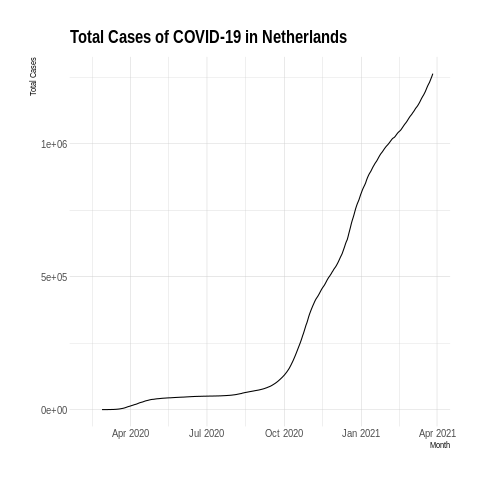 Total Cases of COVID-19 in Netherlands
Total Cases
1e+06
5e+05
0e+00
Apr 2020 Jul 2020 Oct 2020 Jan 2021 Apr 2021
Month